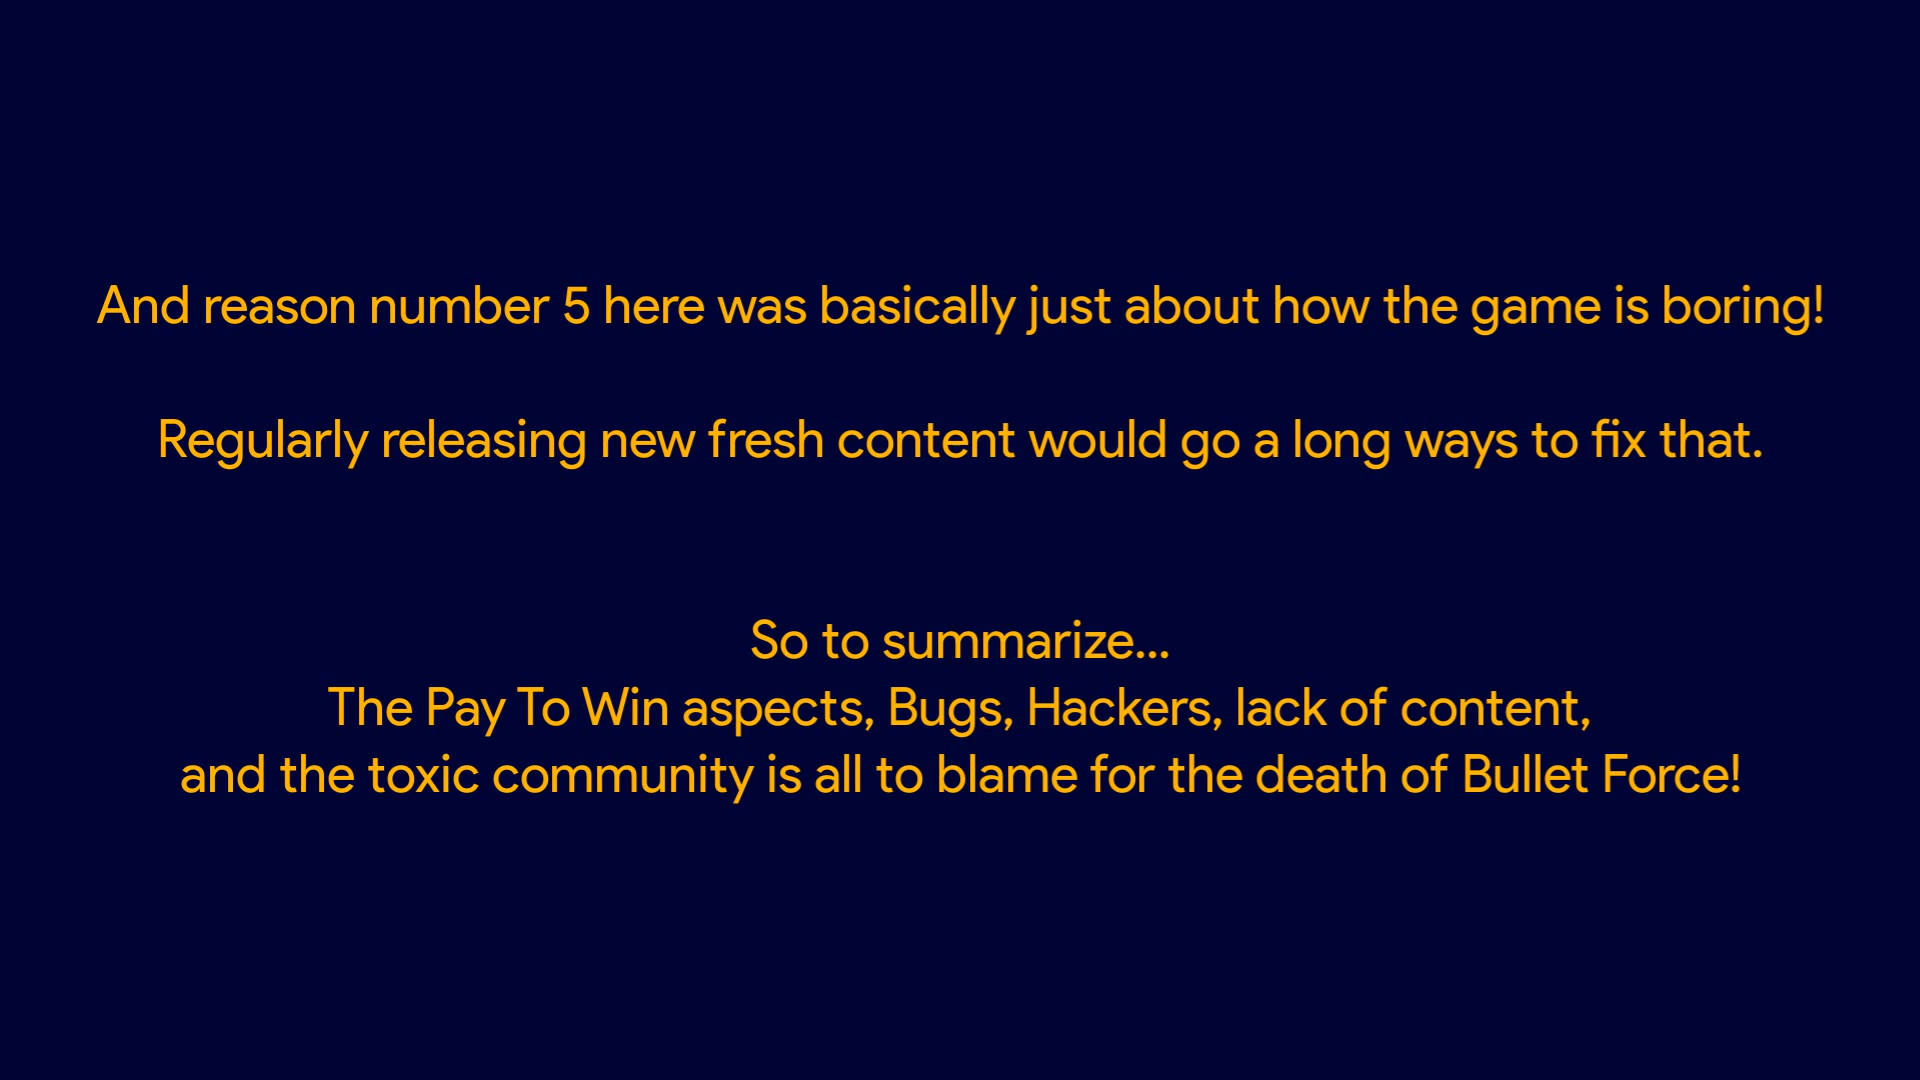 And reason number 5 here was basically just about how the game is boring!
Regularly releasing new fresh content would go a long ways to fix that.
So to summarize...
The Pay To Win aspects, Bugs, Hackers, lack of content,
and the toxic community is all to blame for the death of Bullet Force!